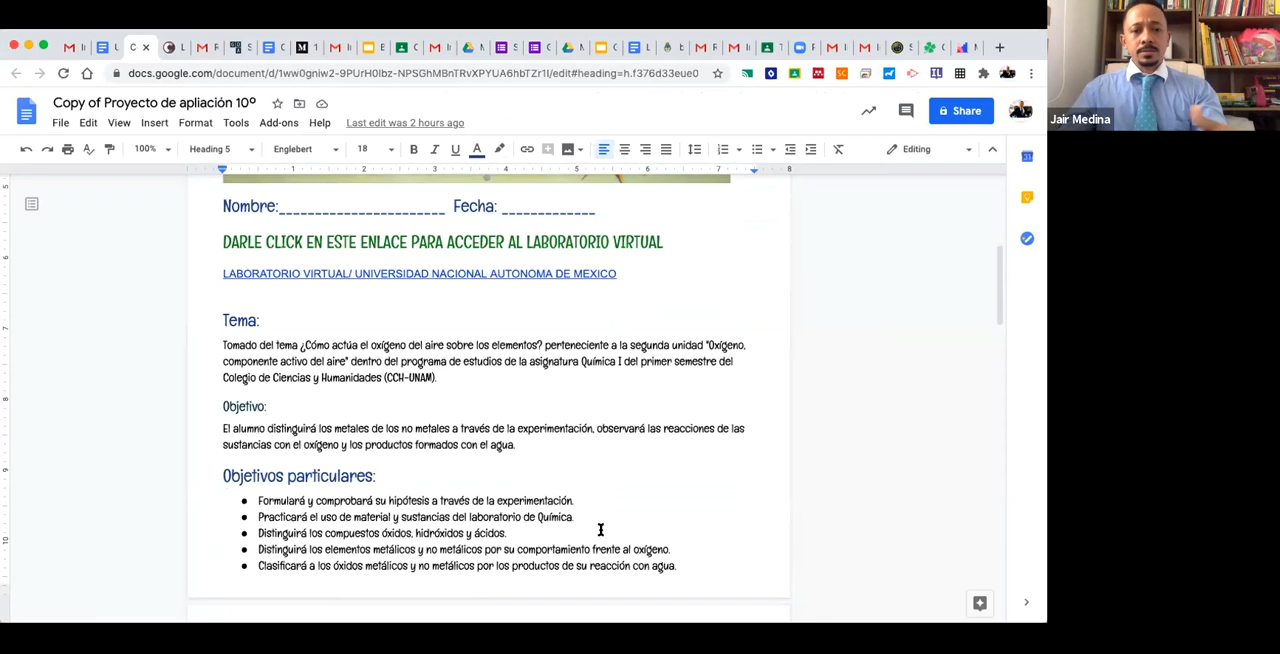 docs.google.com/document/d/1ww0gniw2-9PUrH0Ibz-NPSGhMBnTRvXPYUA6hbTZr1I/edit#heading=h.f376d33eue0
Copy of Proyecto de apliación 10º
File Edit View Insert Format Tools Add-ons Help Last edit was 2 hours ago
Share
100% Heading 5 Englebert 18 Editing
Jair Medina
Nombre:_______________________ Fecha: _____________
DARLE CLICK EN ESTE ENLACE PARA ACCEDER AL LABORATORIO VIRTUAL
LABORATORIO VIRTUAL/ UNIVERSIDAD NACIONAL AUTONOMA DE MEXICO
Tema:
Tomado del tema ¿Cómo actúa el oxígeno del aire sobre los elementos? perteneciente a la segunda unidad "Oxígeno,
componente activo del aire" dentro del programa de estudios de la asignatura Química I del primer semestre del
Colegio de Ciencias y Humanidades (CCH-UNAM).
Objetivo:
El alumno distinguirá los metales de los no metales a través de la experimentación, observará las reacciones de las
sustancias con el oxígeno y los productos formados con el agua.
Objetivos particulares:
● Formulará y comprobará su hipótesis a través de la experimentación.
● Practicará el uso de material y sustancias del laboratorio de Química.
● Distinguirá los compuestos óxidos, hidróxidos y ácidos.
● Distinguirá los elementos metálicos y no metálicos por su comportamiento frente al oxígeno.
● Clasificará a los óxidos metálicos y no metálicos por los productos de su reacción con agua.